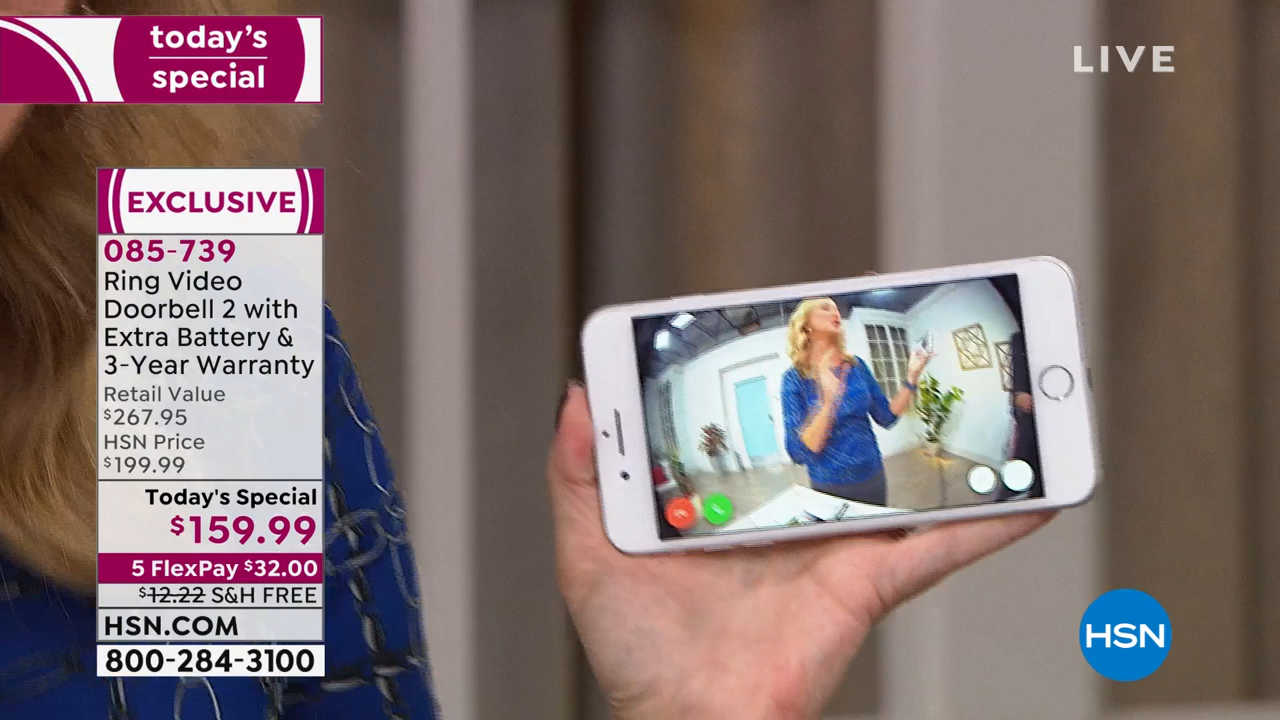 today's
special
LIVE
EXCLUSIVE
085-739
Ring Video
Doorbell 2 with
Extra Battery &
3-Year Warranty
Retail Value
$267.95
HSN Price
$199.99
Today's Special
$159.99
5 FlexPay $32.00
$12.22 S&H FREE
HSN.COM
800-284-3100
HSN